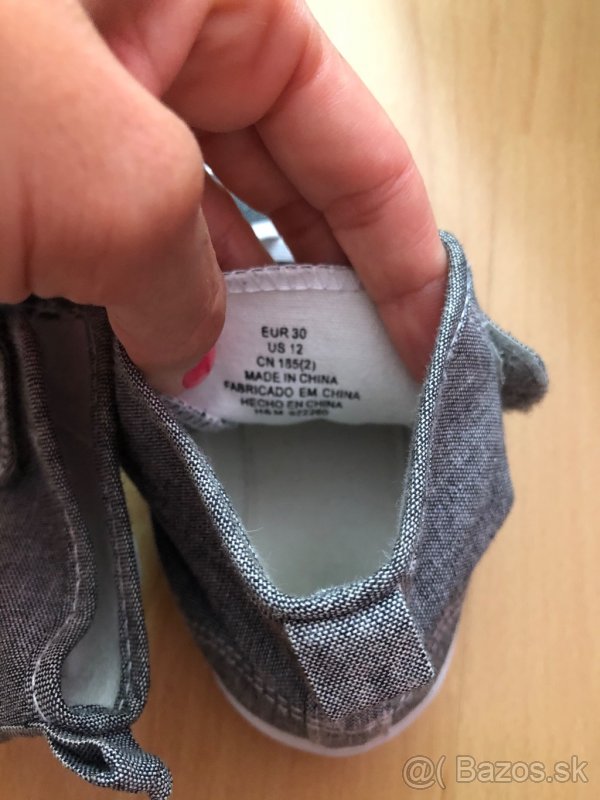 EUR 30
US 12
CN 185(2)
MADE IN CHINA
FABRICADO EM CHINA
HECHO EN CHINA
H&M
@( Bazos.sk